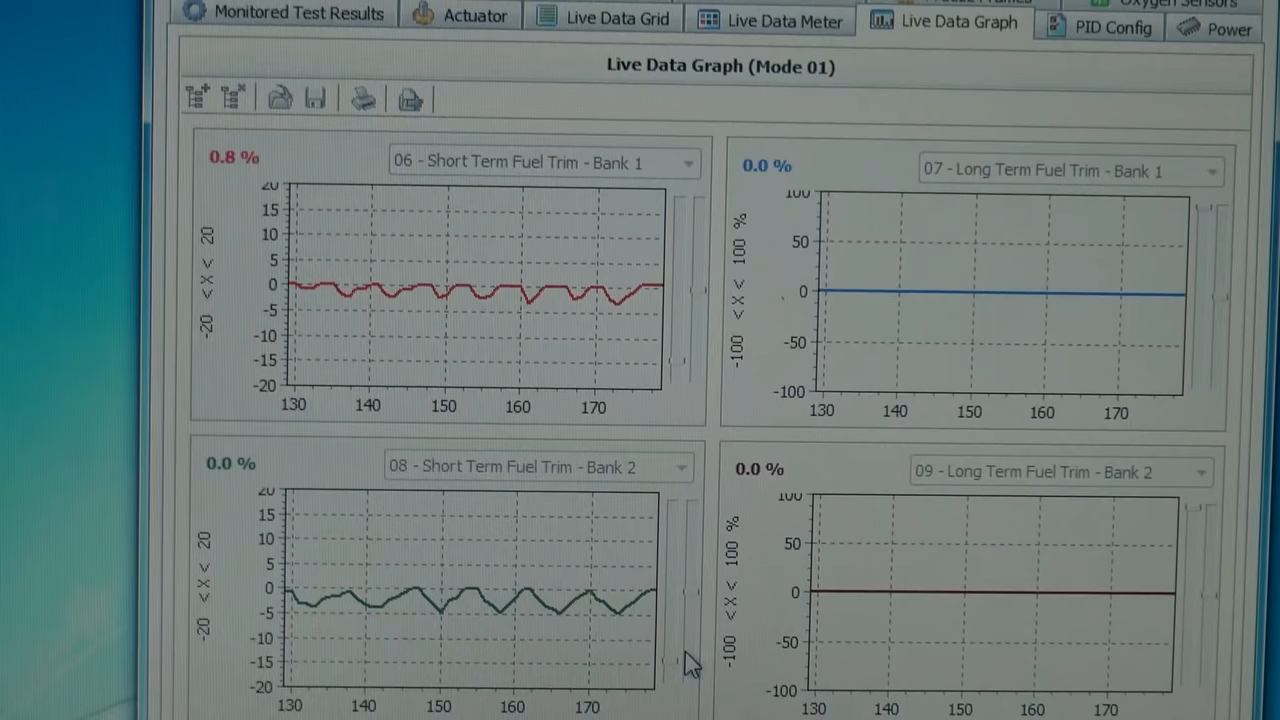 Oxygen Sensors
Monitored Test Results
Actuator
Live Data Grid
Live Data Meter
Live Data Graph
PID Config
Power
Live Data Graph (Mode 01)
0.8 %
06 - Short Term Fuel Trim - Bank 1
-20 < X < 20
20
15
10
5
0
-5
-10
-15
-20
130 140 150 160 170
0.0 %
07 - Long Term Fuel Trim - Bank 1
-100 < X < 100 %
100
50
0
-50
-100
130 140 150 160 170
0.0 %
08 - Short Term Fuel Trim - Bank 2
-20 < X < 20
20
15
10
5
0
-5
-10
-15
-20
130 140 150 160 170
0.0 %
09 - Long Term Fuel Trim - Bank 2
-100 < X < 100 %
100
50
0
-50
-100
130 140 150 160 170